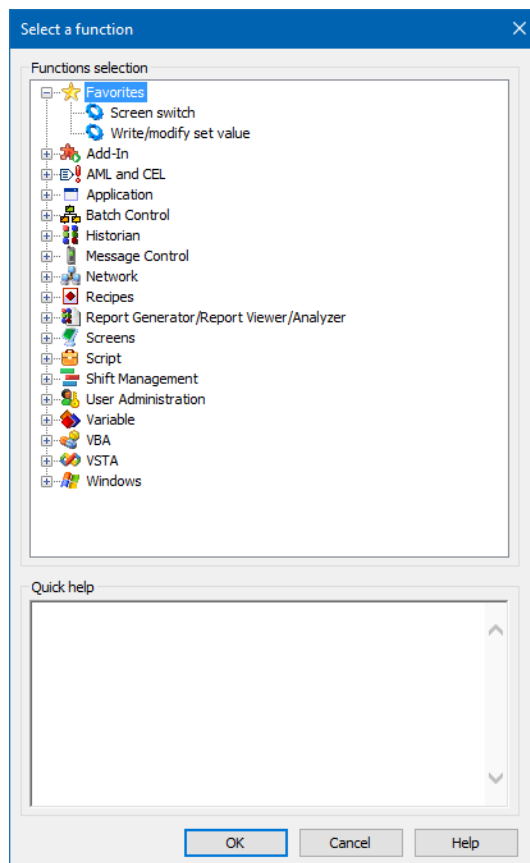 Select a function
Functions selection
Favorites
Screen switch
Write/modify set value
Add-In
AML and CEL
Application
Batch Control
Historian
Message Control
Network
Recipes
Report Generator/Report Viewer/Analyzer
Screens
Script
Shift Management
User Administration
Variable
VBA
VSTA
Windows
Quick help
OK Cancel Help